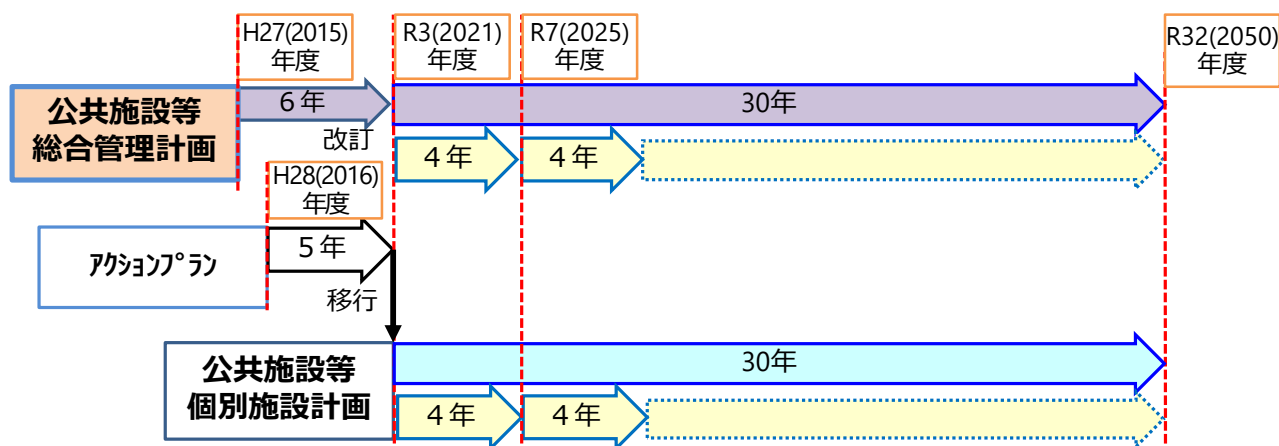 H27(2015)
年度
R3(2021)
年度
R7(2025)
年度
R32(2050)
年度
公共施設等
総合管理計画
６年
30年
改訂
４年
４年
H28(2016)
年度
ｱｸｼｮﾝﾌﾟﾗﾝ
５年
移行
公共施設等
個別施設計画
30年
４年
４年